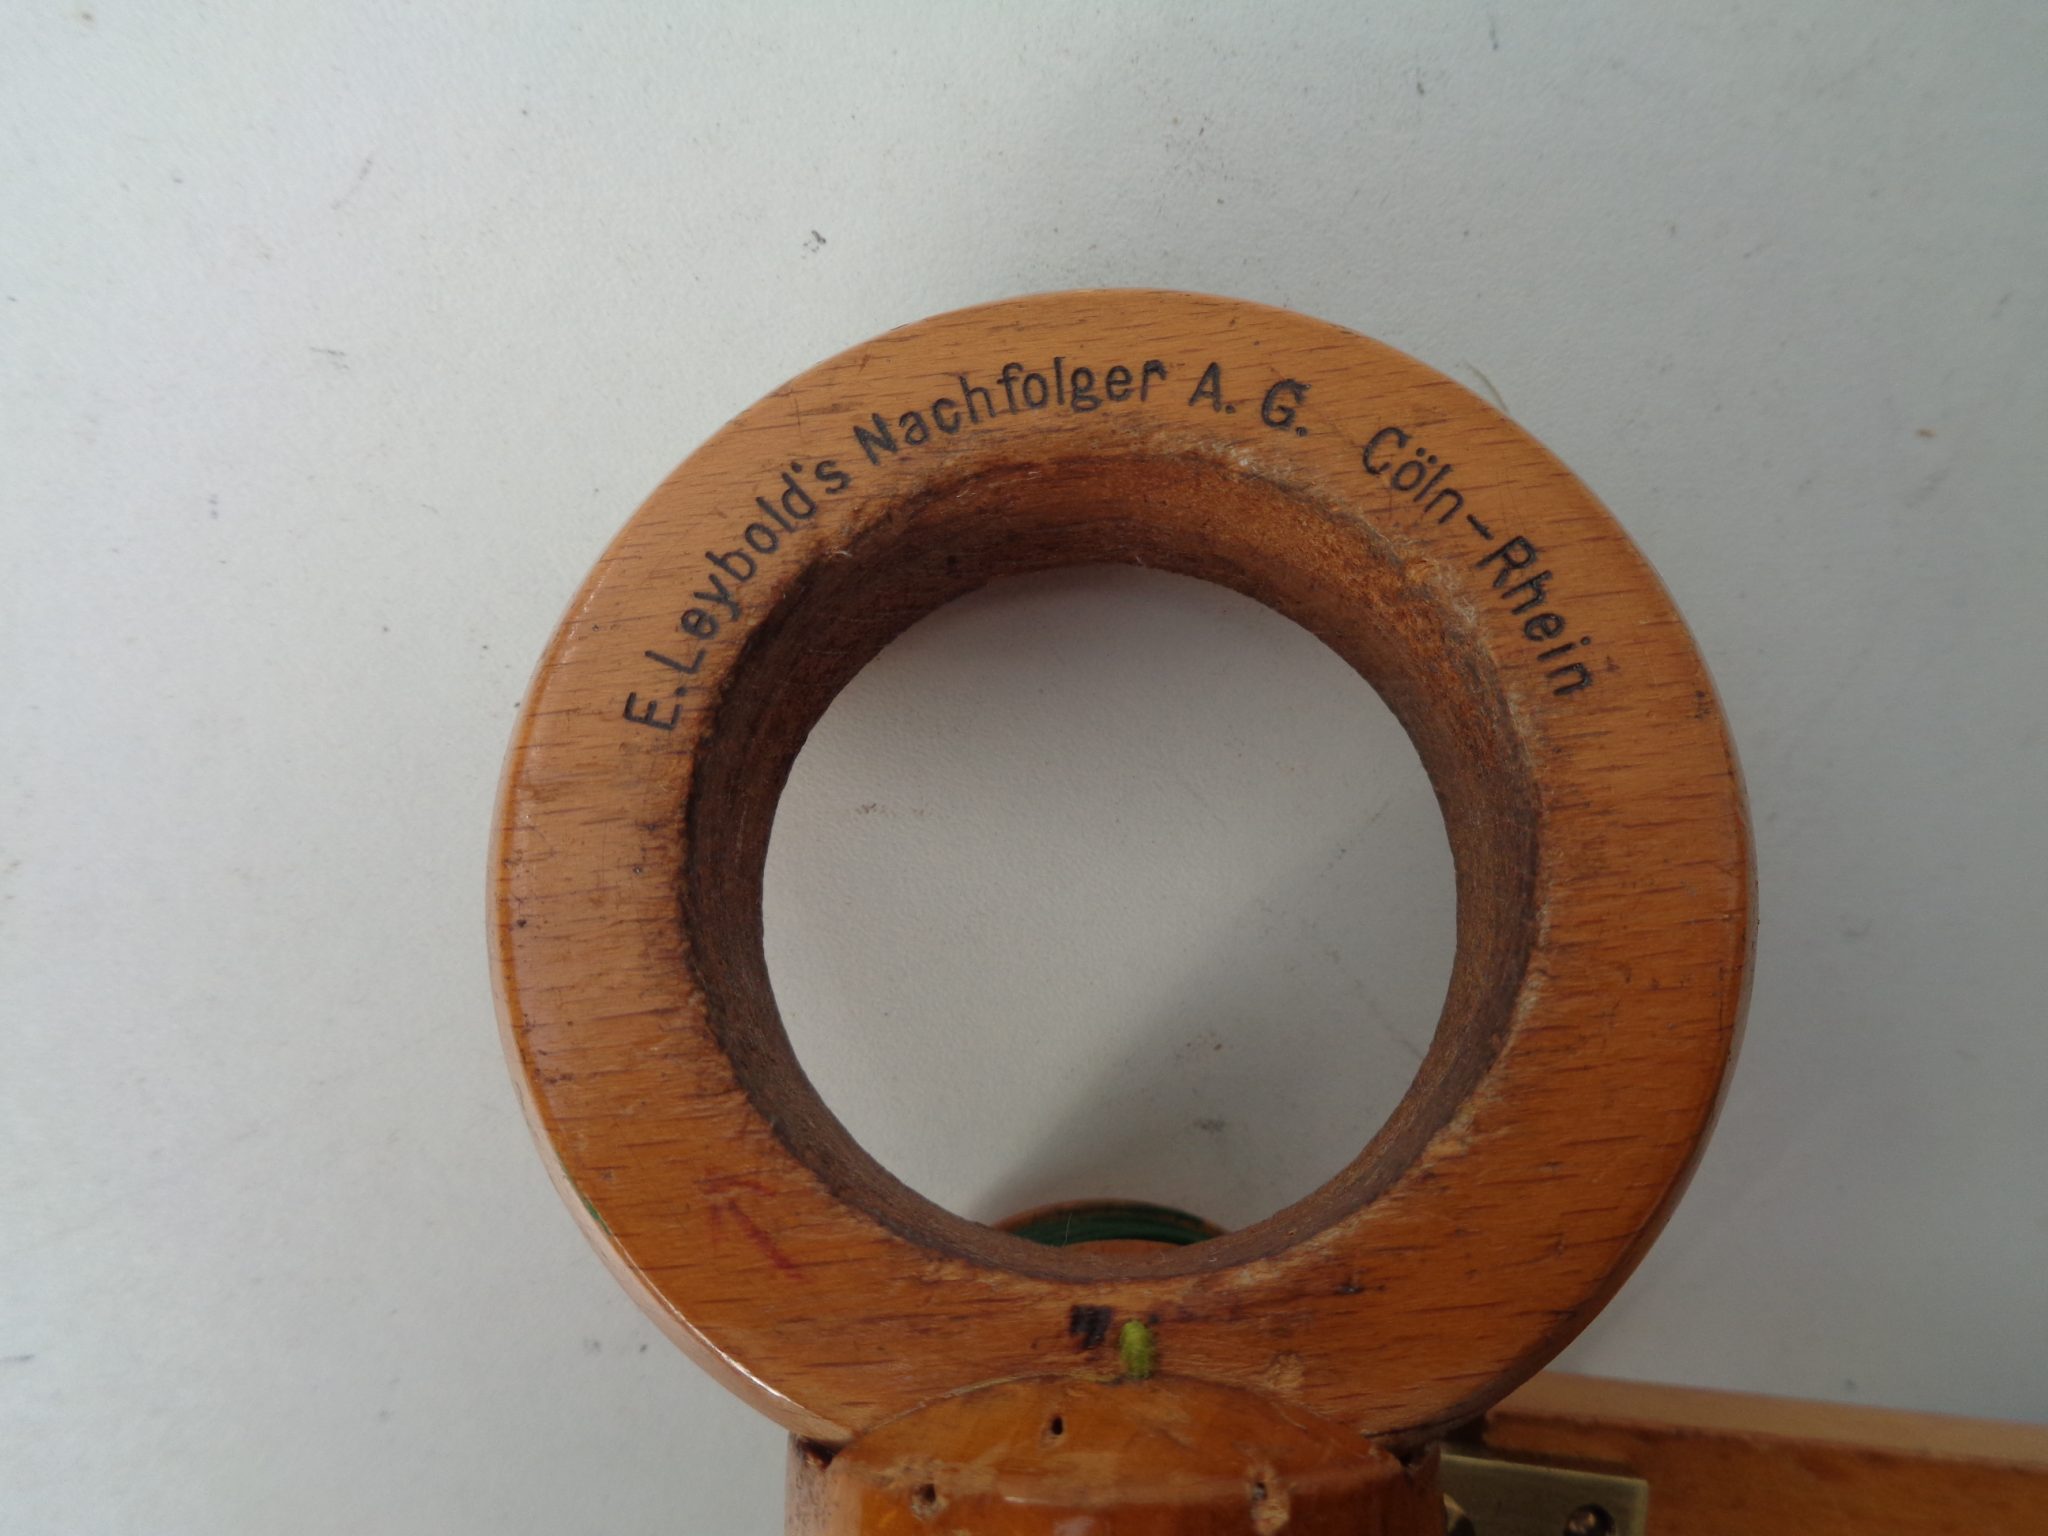 E. Leybold's Nachfolger A. G. Cöln-Rhein